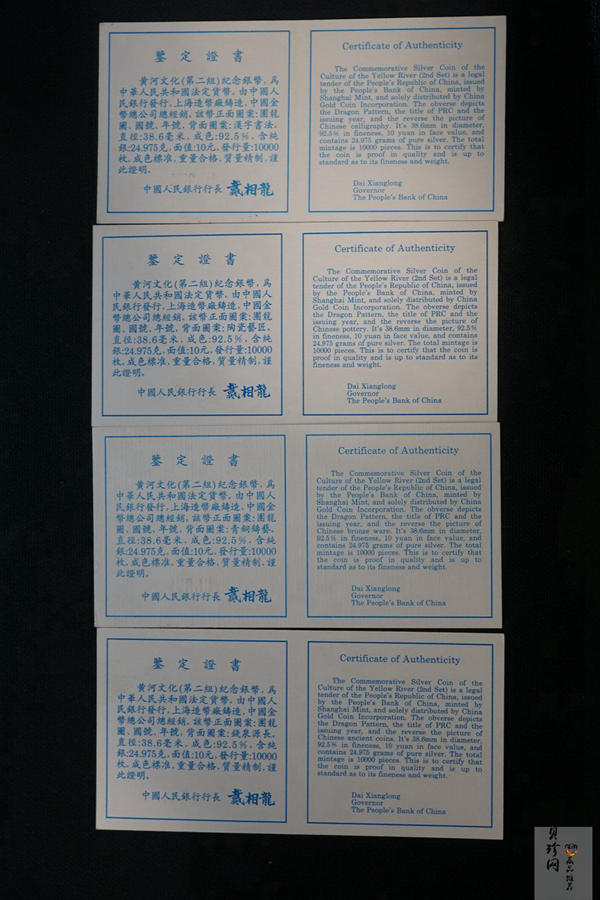 鑒定證書
黃河文化(第二組)紀念銀幣,爲
中華人民共和國法定貨幣,由中國人
民銀行發行,上海造幣廠鑄造,中國金
幣總公司總經銷,該幣正面圖案:團龍
圖,國號,年號,背面圖案:漢字書法。
直徑:38.6毫米,成色:92.5%,含純
銀:24.975克,面值:10元,發行量:10000
枚,成色標准,重量合格,質量精制,謹
此證明。
中國人民銀行行長 戴相龍
Certificate of Authenticity
The Commemorative Silver Coin of the
Culture of the Yellow River (2nd Set) is a legal
tender of the People's Republic of China, issued
by the People's Bank of China, minted by
Shanghai Mint, and solely distributed by China
Gold Coin Incorporation. The obverse depicts
the Dragon Pattern, the title of PRC and the
issuing year, and the reverse the picture of
Chinese calligraphy. It's 38.6mm in diameter,
92.5% in fineness, 10 yuan in face value, and
contains 24.975 grams of pure silver. The total
mintage is 10000 pieces. This is to certify that
the coin is proof in quality and is up to
standard as to its fineness and weight.
Dai Xianglong
Governor
The People's Bank of China
鑒定證書
黃河文化(第二組)紀念銀幣,爲
中華人民共和國法定貨幣,由中國人
民銀行發行,上海造幣廠鑄造,中國金
幣總公司總經銷,該幣正面圖案:團龍
圖,國號,年號,背面圖案:陶瓷藝匠。
直徑:38.6毫米,成色:92.5%,含純
銀:24.975克,面值:10元,發行量:10000
枚,成色標准,重量合格,質量精制,謹
此證明。
中國人民銀行行長 戴相龍
Certificate of Authenticity
The Commemorative Silver Coin of the
Culture of the Yellow River (2nd Set) is a legal
tender of the People's Republic of China, issued
by the People's Bank of China, minted by
Shanghai Mint, and solely distributed by China
Gold Coin Incorporation. The obverse depicts
the Dragon Pattern, the title of PRC and the
issuing year, and the reverse the picture of
Chinese pottery. It's 38.6mm in diameter, 92.5%
in fineness, 10 yuan in face value, and contains
24.975 grams of pure silver. The total mintage is
10000 pieces. This is to certify that the coin is
proof in quality and is up to standard as to its
fineness and weight.
Dai Xianglong
Governor
The People's Bank of China
鑒定證書
黃河文化(第二組)紀念銀幣,爲
中華人民共和國法定貨幣,由中國人
民銀行發行,上海造幣廠鑄造,中國金
幣總公司總經銷,該幣正面圖案:團龍
圖,國號,年號,背面圖案:青銅鑄藝。
直徑:38.6毫米,成色:92.5%,含純
銀:24.975克,面值:10元,發行量:10000
枚,成色標准,重量合格,質量精制,謹
此證明。
中國人民銀行行長 戴相龍
Certificate of Authenticity
The Commemorative Silver Coin of the
Culture of the Yellow River (2nd Set) is a legal
tender of the People's Republic of China, issued
by the People's Bank of China, minted by
Shanghai Mint, and solely distributed by China
Gold Coin Incorporation. The obverse depicts
the Dragon Pattern, the title of PRC and the
issuing year, and the reverse the picture of
Chinese bronze ware. It's 38.6mm in diameter,
92.5% in fineness, 10 yuan in face value, and
contains 24.975 grams of pure silver. The total
mintage is 10000 pieces. This is to certify that
the coin is proof in quality and is up to
standard as to its fineness and weight.
Dai Xianglong
Governor
The People's Bank of China
鑒定證書
黃河文化(第二組)紀念銀幣,爲
中華人民共和國法定貨幣,由中國人
民銀行發行,上海造幣廠鑄造,中國金
幣總公司總經銷,該幣正面圖案:團龍
圖,國號,年號,背面圖案:錢泉源長。
直徑:38.6毫米,成色:92.5%,含純
銀:24.975克,面值:10元,發行量:10000
枚,成色標准,重量合格,質量精制,謹
此證明。
中國人民銀行行長 戴相龍
Certificate of Authenticity
The Commemorative Silver Coin of the
Culture of the Yellow River (2nd Set) is a legal
tender of the People's Republic of China, issued
by the People's Bank of China, minted by
Shanghai Mint, and solely distributed by China
Gold Coin Incorporation. The obverse depicts
the Dragon Pattern, the title of PRC and the
issuing year, and the reverse the picture of
Chinese ancient coins. It's 38.6mm in diameter,
92.5% in fineness, 10 yuan in face value, and
contains 24.975 grams of pure silver. The total
mintage is 10000 pieces. This is to certify that
the coin is proof in quality and is up to
standard as to its fineness and weight.
Dai Xianglong
Governor
The People's Bank of China
贝珍网